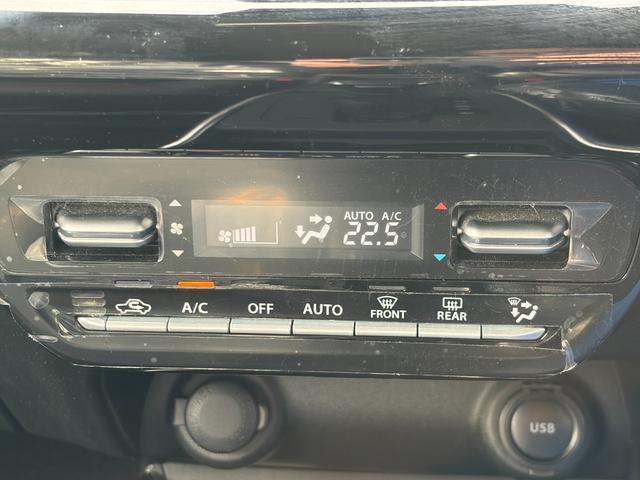 AUTO A/C
22.5
A/C OFF AUTO FRONT REAR
USB